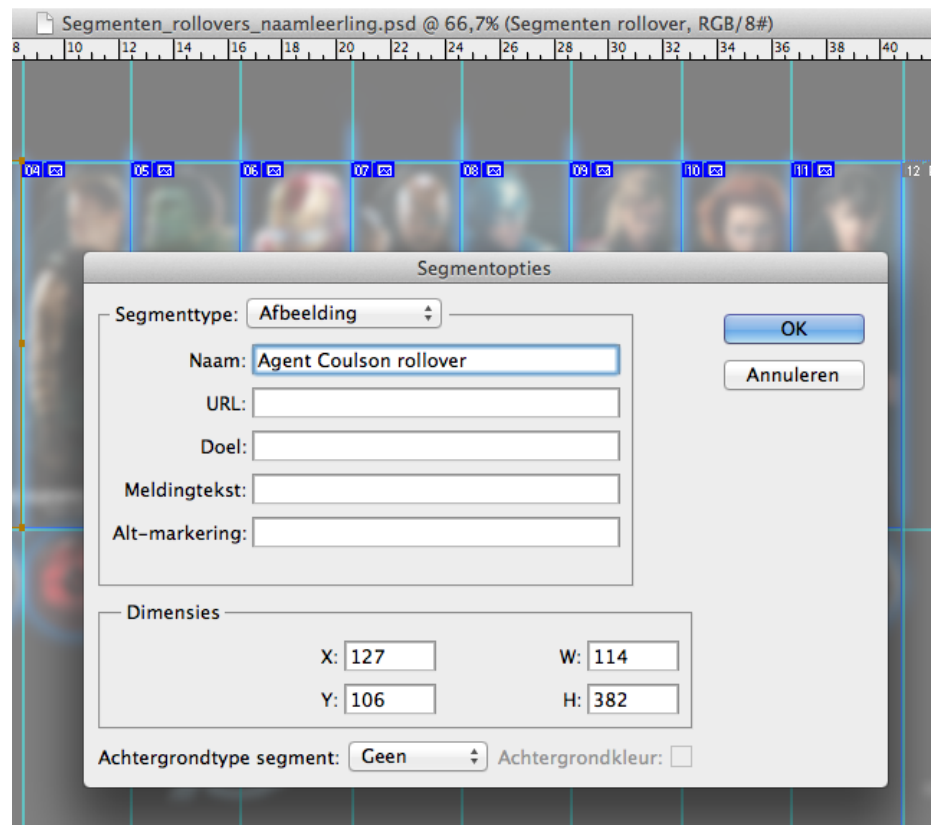 Segmenten_rollovers_naamleerling.psd @ 66,7% (Segmenten rollover, RGB/8#)
8 10 12 14 16 18 20 22 24 26 28 30 32 34 36 38 40
04 05 06 07 08 09 10 11 12
Segmentopties
Segmenttype: Afbeelding
OK
Naam: Agent Coulson rollover
Annuleren
URL:
Doel:
Meldingtekst:
Alt-markering:
Dimensies
X: 127 W: 114
Y: 106 H: 382
Achtergrondtype segment: Geen Achtergrondkleur: